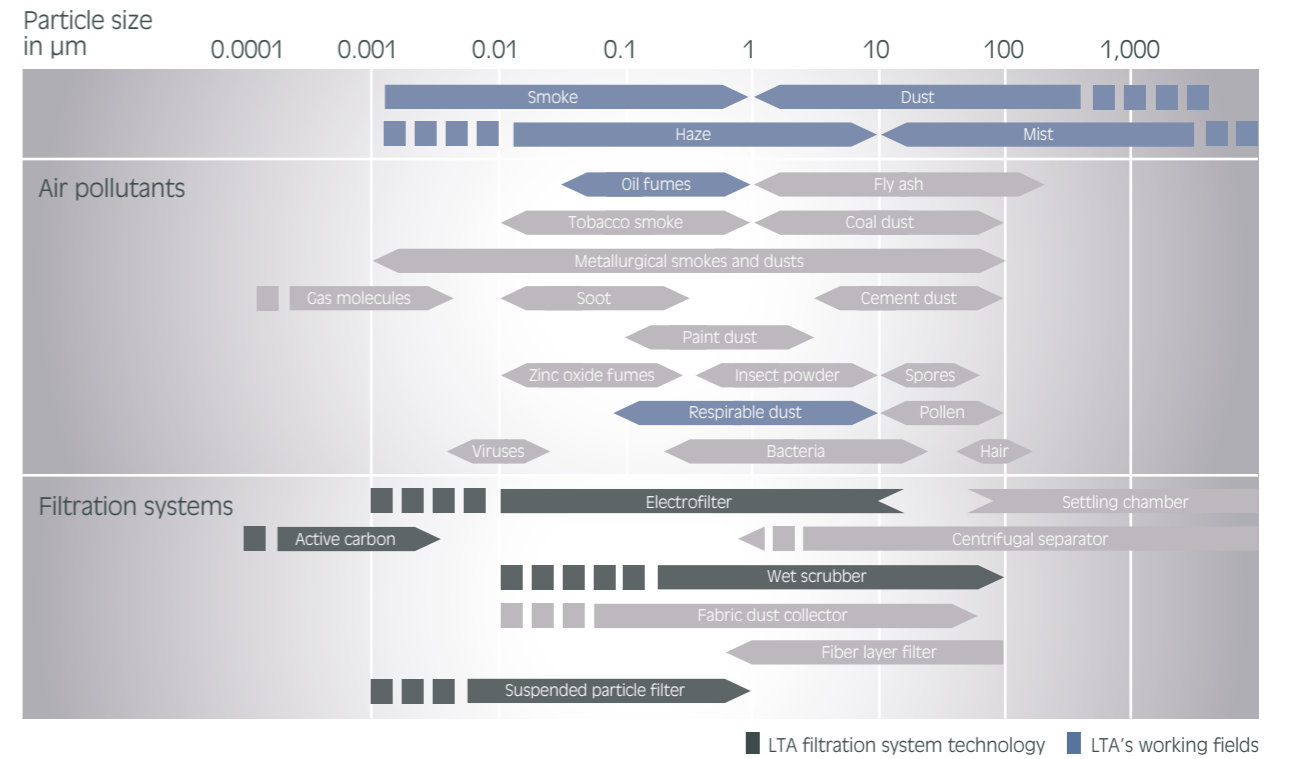 Particle size
in µm 0.0001 0.001 0.01 0.1 1 10 100 1,000
Smoke Dust
Haze Mist
Air pollutants Oil fumes Fly ash
Tobacco smoke Coal dust
Metallurgical smokes and dusts
Gas molecules Soot Cement dust
Paint dust
Zinc oxide fumes Insect powder Spores
Respirable dust Pollen
Viruses Bacteria Hair
Filtration systems Electrofilter Settling chamber
Active carbon Centrifugal separator
Wet scrubber
Fabric dust collector
Fiber layer filter
Suspended particle filter
LTA filtration system technology LTA's working fields